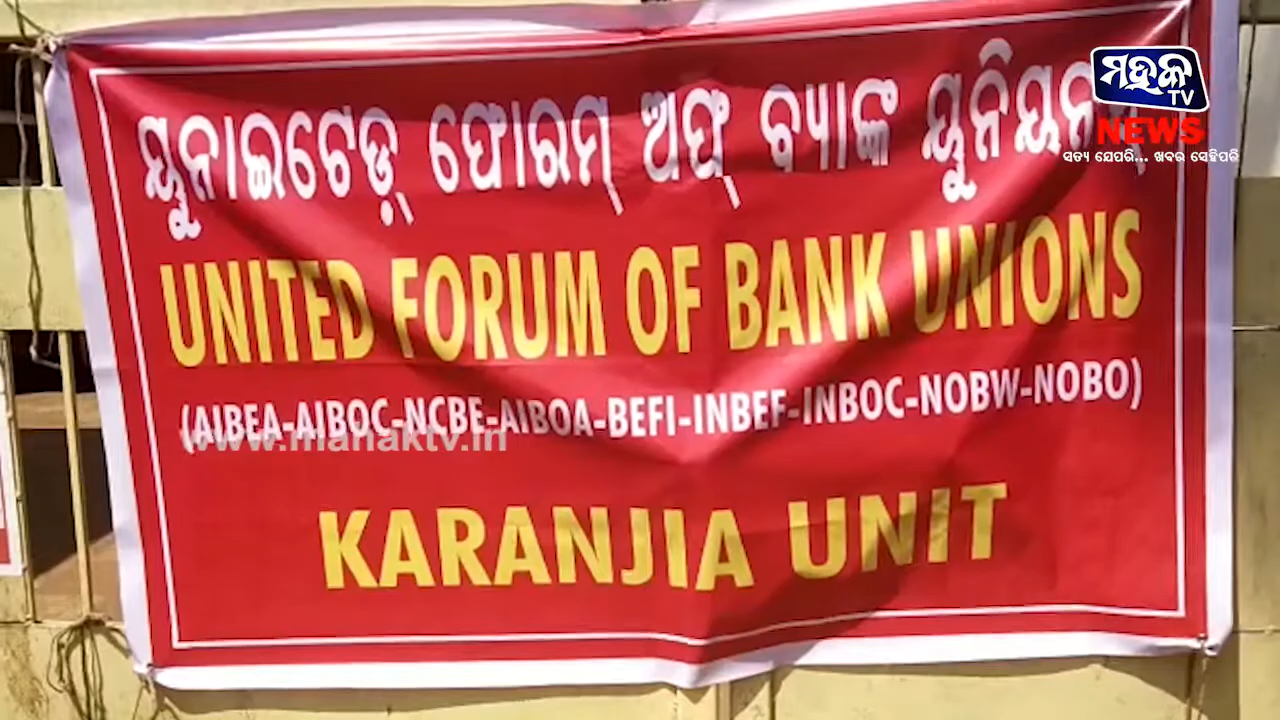 ୟୁନାଇଟେଡ୍ ଫୋରମ୍ ଅଫ୍ ବ୍ୟାଙ୍କ
UNITED FORUM OF BANK UNIONS
(AIBEA-AIBOC-NCBE-AIBOA-BEFI-INBEF-INBOC-NOBW-NOBO)
KARANJIA UNIT
www.mahaktv.in
ମହକ
TV
NEWS
ସତ୍ୟ ଯେପରି... ଖବର ସେହିପରି